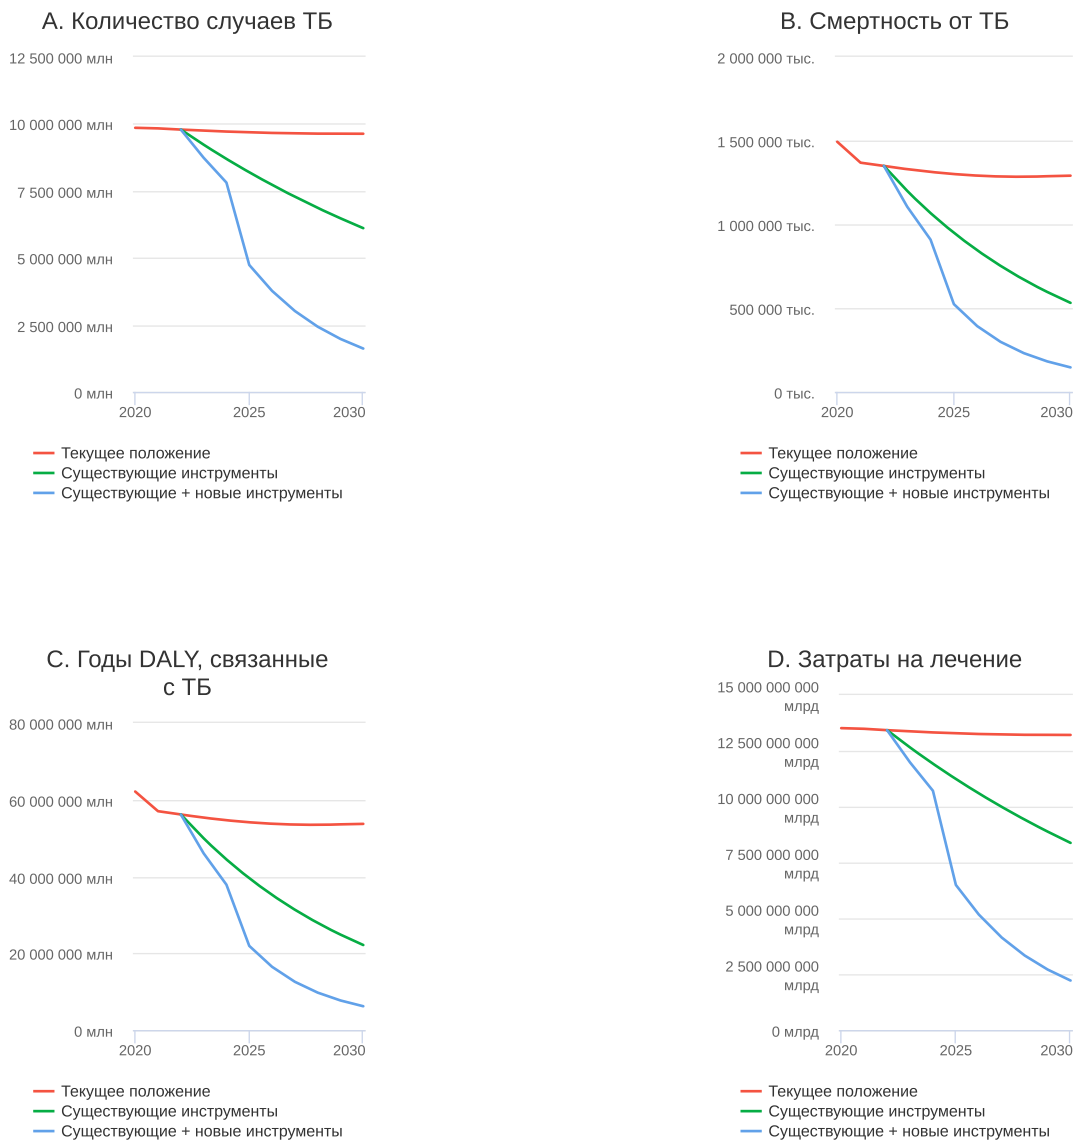 A. Количество случаев ТБ
12 500 000 млн
10 000 000 млн
7 500 000 млн
5 000 000 млн
2 500 000 млн
0 млн
2020
2025
2030
Текущее положение
Существующие инструменты
Существующие + новые инструменты
B. Смертность от ТБ
2 000 000 тыс.
1 500 000 тыс.
1 000 000 тыс.
500 000 тыс.
0 тыс.
2020
2025
2030
Текущее положение
Существующие инструменты
Существующие + новые инструменты
C. Годы DALY, связанные
с ТБ
80 000 000 млн
60 000 000 млн
40 000 000 млн
20 000 000 млн
0 млн
2020
2025
2030
Текущее положение
Существующие инструменты
Существующие + новые инструменты
D. Затраты на лечение
15 000 000 000
млрд
12 500 000 000
млрд
10 000 000 000
млрд
7 500 000 000
млрд
5 000 000 000
млрд
2 500 000 000
млрд
0 млрд
2020
2025
2030
Текущее положение
Существующие инструменты
Существующие + новые инструменты